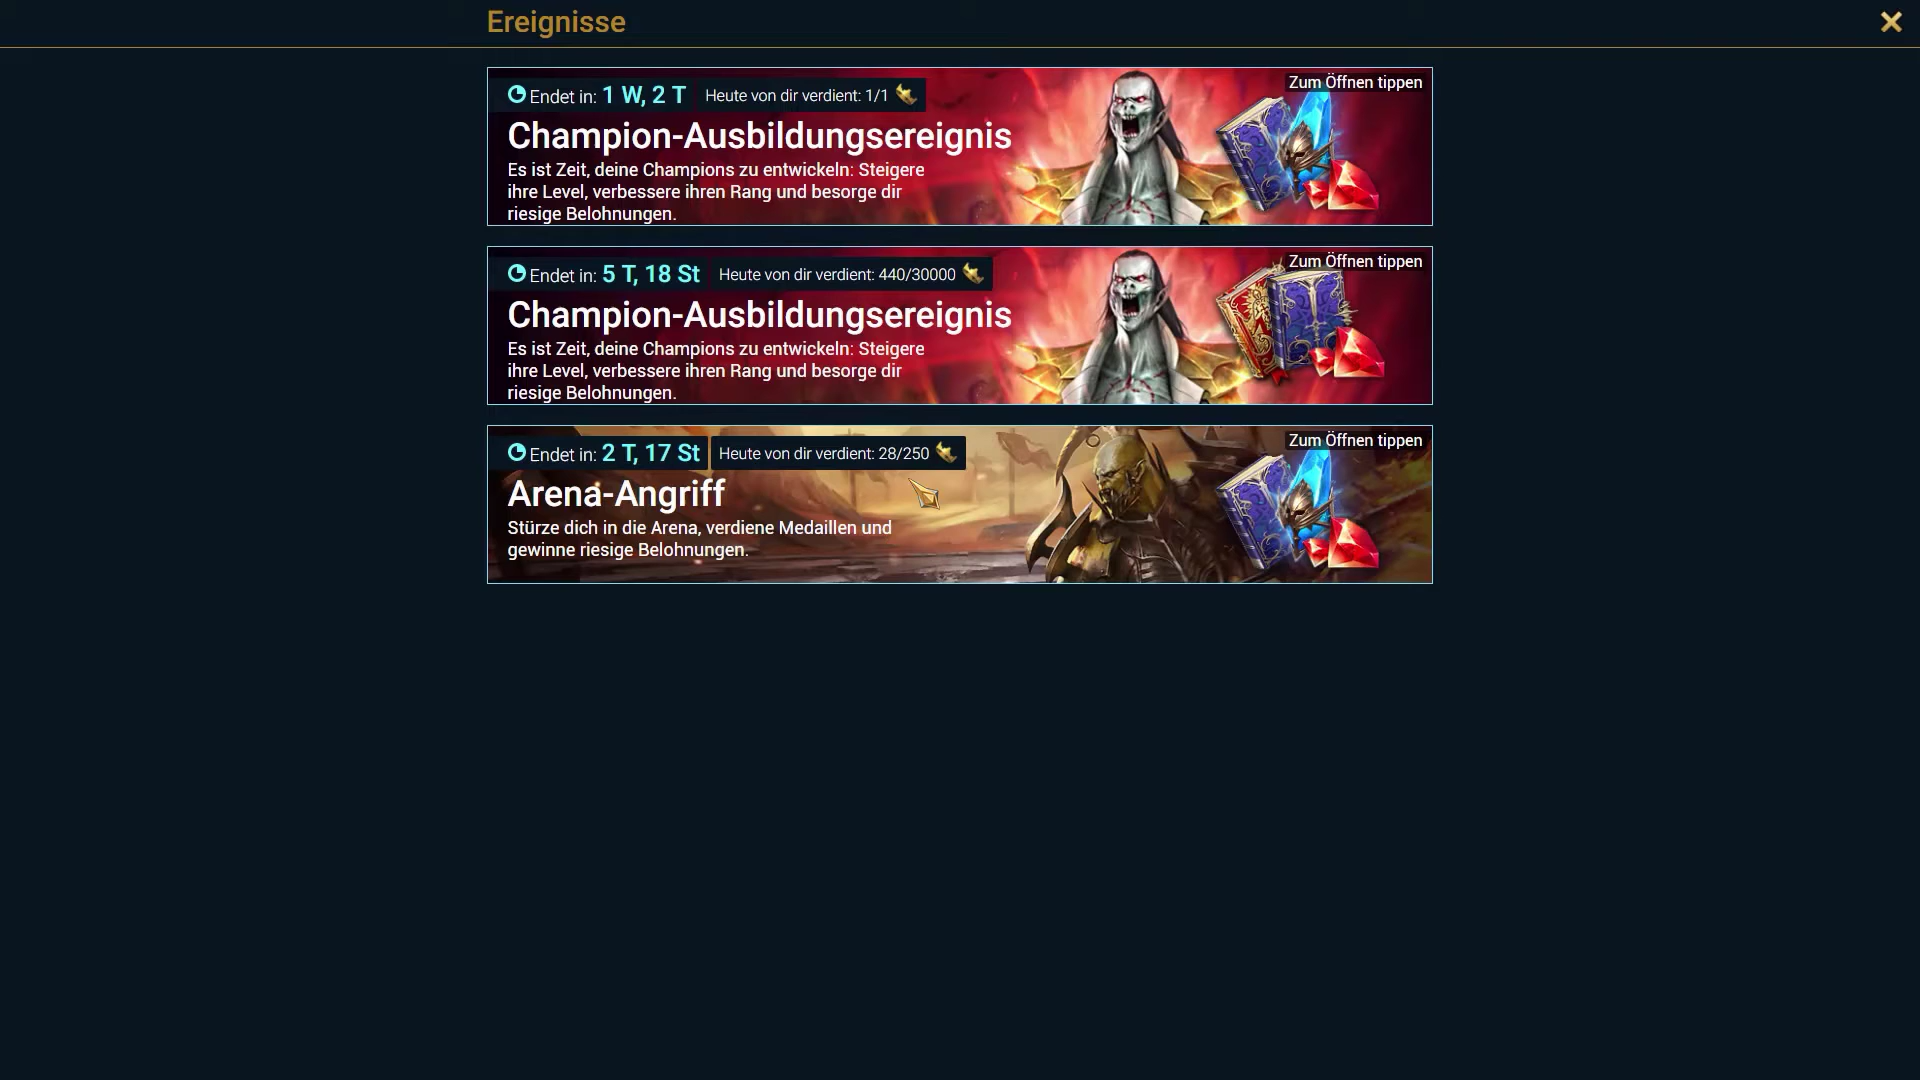 Ereignisse
Endet in: 1 W, 2 T Heute von dir verdient: 1/1
Zum Öffnen tippen
Champion-Ausbildungsereignis
Es ist Zeit, deine Champions zu entwickeln: Steigere
ihre Level, verbessere ihren Rang und besorge dir
riesige Belohnungen.
Endet in: 5 T, 18 St Heute von dir verdient: 440/30000
Zum Öffnen tippen
Champion-Ausbildungsereignis
Es ist Zeit, deine Champions zu entwickeln: Steigere
ihre Level, verbessere ihren Rang und besorge dir
riesige Belohnungen.
Endet in: 2 T, 17 St Heute von dir verdient: 28/250
Zum Öffnen tippen
Arena-Angriff
Stürze dich in die Arena, verdiene Medaillen und
gewinne riesige Belohnungen.